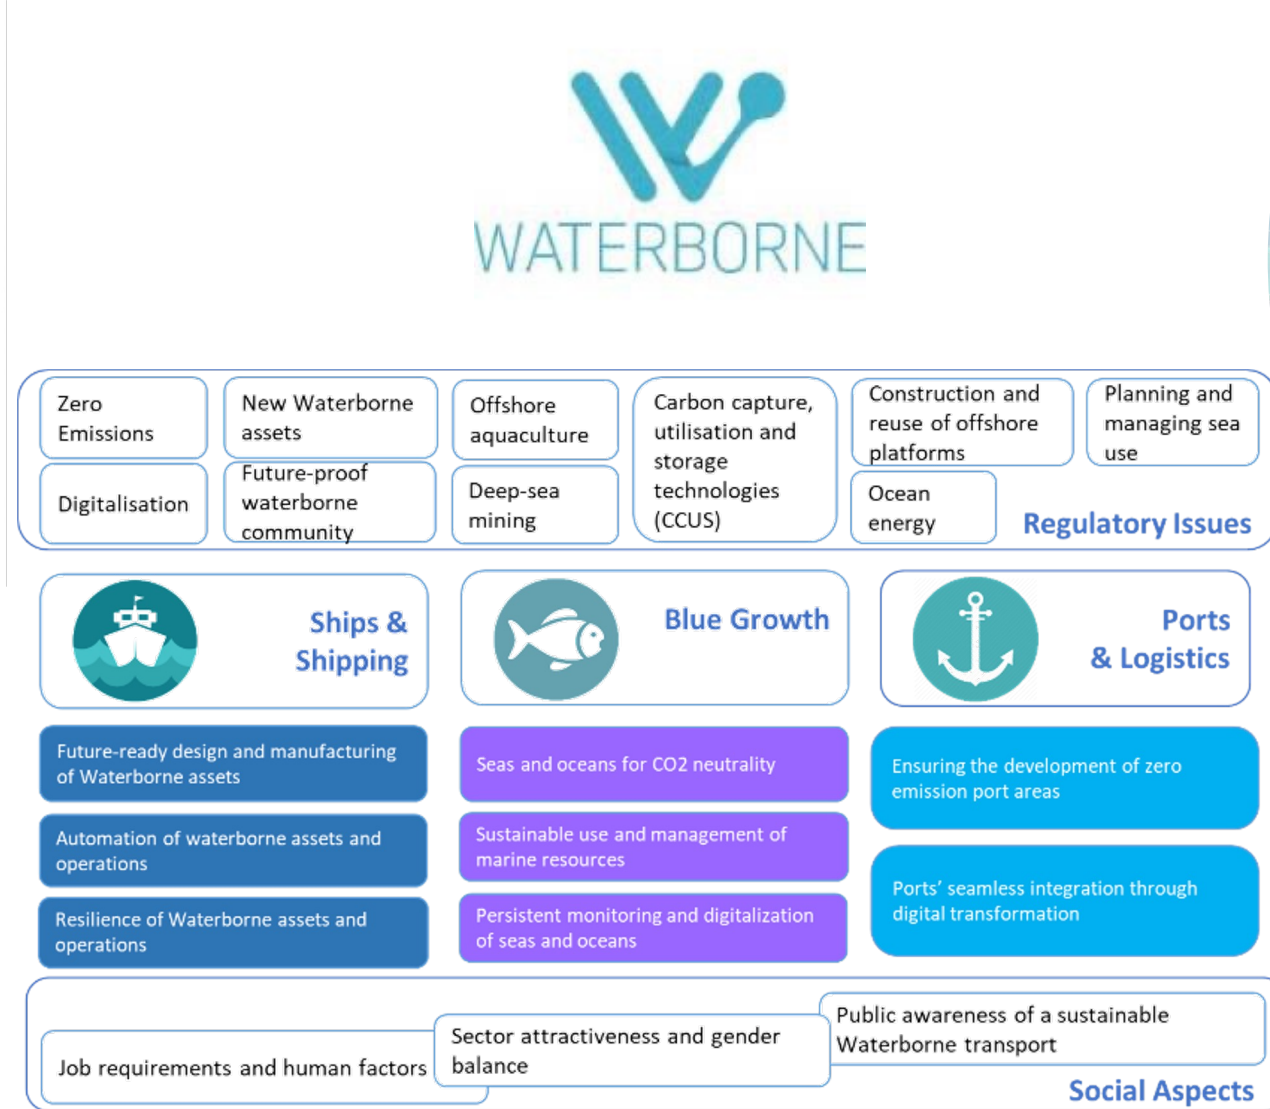 WATERBORNE
Zero
Emissions
New Waterborne
assets
Offshore
aquaculture
Carbon capture,
utilisation and
storage
technologies
(CCUS)
Construction and
reuse of offshore
platforms
Planning and
managing sea
use
Digitalisation
Future-proof
waterborne
community
Deep-sea
mining
Ocean
energy
Regulatory Issues
Ships &
Shipping
Blue Growth
Ports
& Logistics
Future-ready design and manufacturing
of Waterborne assets
Automation of waterborne assets and
operations
Resilience of Waterborne assets and
operations
Seas and oceans for CO2 neutrality
Sustainable use and management of
marine resources
Persistent monitoring and digitalization
of seas and oceans
Ensuring the development of zero
emission port areas
Ports’ seamless integration through
digital transformation
Job requirements and human factors
Sector attractiveness and gender
balance
Public awareness of a sustainable
Waterborne transport
Social Aspects